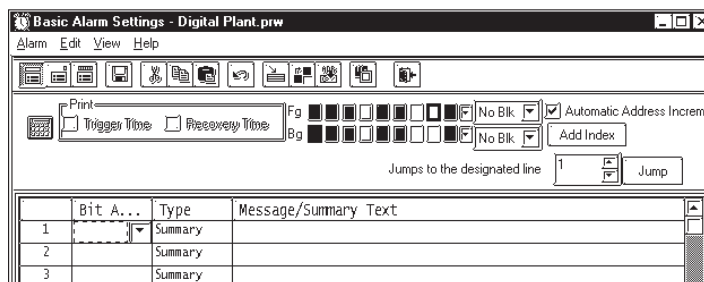 Basic Alarm Settings - Digital Plant.prw
Alarm Edit View Help
Print
Trigger Time Recovery Time
Fg No Blk Automatic Address Increm
Bg No Blk Add Index
Jumps to the designated line 1 Jump
Bit A... Type Message/Summary Text
1 Summary
2 Summary
3 Summary